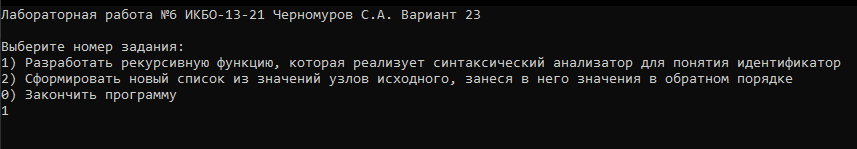 Лабораторная работа №6 ИКБО-13-21 Черномуров С.А. Вариант 23
Выберите номер задания:
1) Разработать рекурсивную функцию, которая реализует синтаксический анализатор для понятия идентификатор
2) Сформировать новый список из значений узлов исходного, занеся в него значения в обратном порядке
0) Закончить программу
1